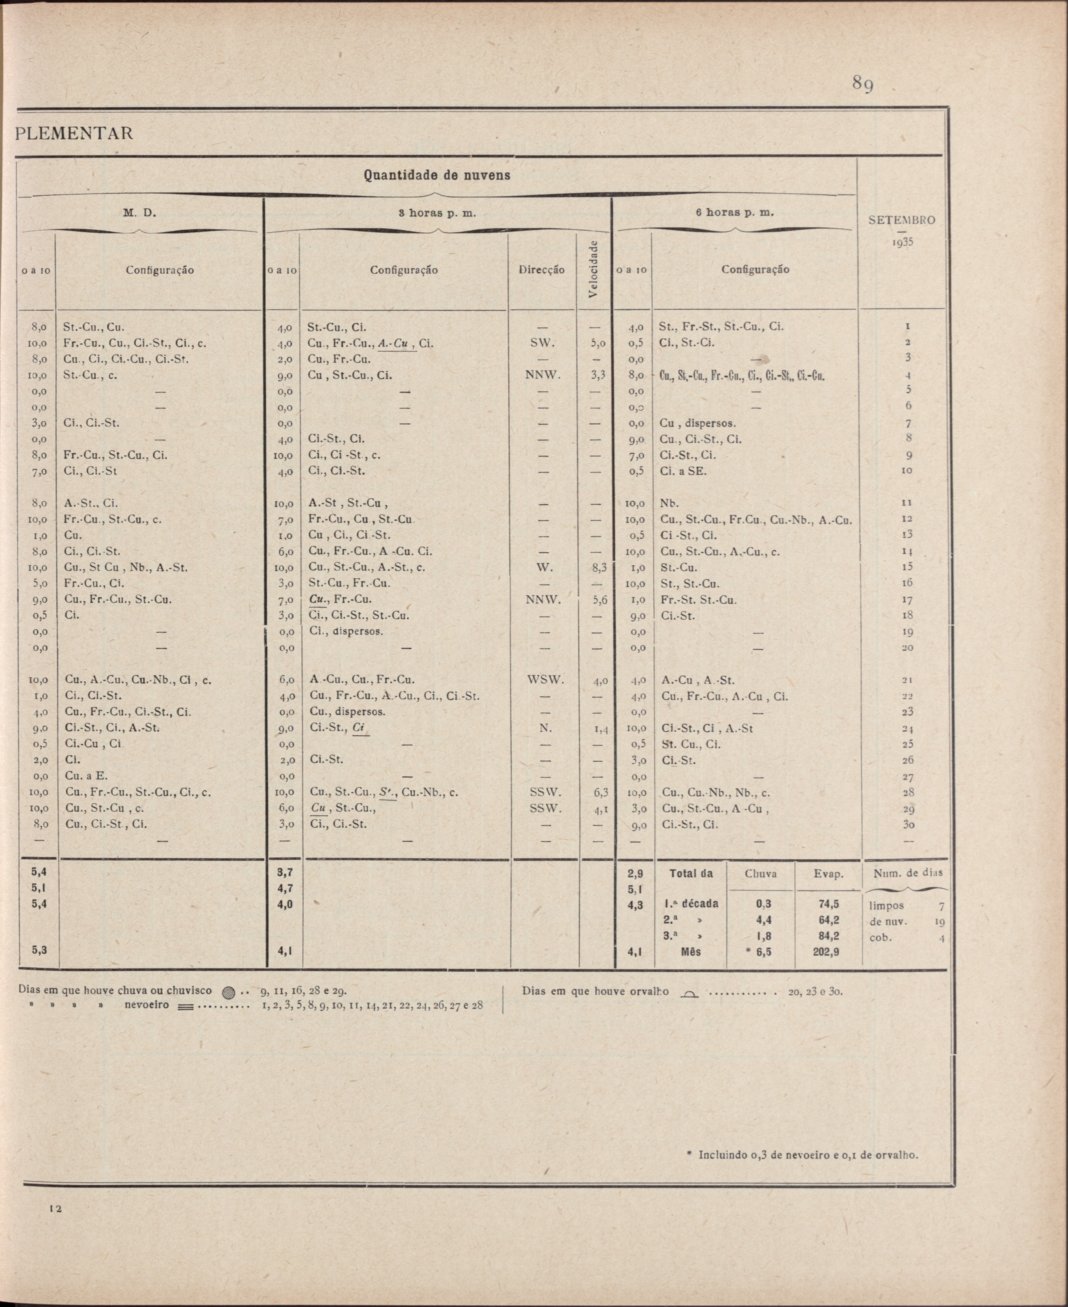 89
PLEMENTAR
Quantidade de nuvens
M. D. 3 horas p. m. 6 horas p. m. SETEMBRO
—
1935
0 a 10 Configuração 0 a 10 Configuração Direcção Velocidade 0 a 10 Configuração
8,0 St.-Cu., Cu. 4,0 St.-Cu., Ci. — — 4,0 St., Fr.-St., St.-Cu., Ci. 1
10,0 Fr.-Cu., Cu., Ci.-St., Ci., c. 4,0 Cu., Fr.-Cu., A.-Cu., Ci. SW. 5,0 0,5 Ci., St.-Ci. 2
8,0 Cu., Ci., Ci.-Cu., Ci.-St. 2,0 Cu., Fr.-Cu. — — 0,0 — 3
10,0 St.-Cu., c. 9,0 Cu., St.-Cu., Ci. NNW. 3,3 8,0 Cu., St.-Cu., Fr.-Cu., Ci., Ci.-St., Ci.-Cu. 4
0,0 — 0,0 — — — 0,0 — 5
0,0 — 0,0 — — — 0,0 — 6
3,0 Ci., Ci.-St. 0,0 — — — 0,0 Cu., dispersos. 7
0,0 — 4,0 Ci.-St., Ci. — — 9,0 Cu., Ci.-St., Ci. 8
8,0 Fr.-Cu., St.-Cu., Ci. 10,0 Ci., Ci-St., c. — — 7,0 Ci.-St., Ci. 9
7,0 Ci., Ci.-St 4,0 Ci., Ci.-St. — — 0,5 Ci. a SE. 10
8,0 A.-St., Ci. 10,0 A.-St., St.-Cu., — — 10,0 Nb. 11
10,0 Fr.-Cu., St.-Cu., c. 7,0 Fr.-Cu., Cu., St.-Cu — — 10,0 Cu., St.-Cu., Fr.Cu., Cu.-Nb., A.-Cu. 12
1,0 Cu. 1,0 Cu., Ci., Ci-St. — — 0,5 Ci-St., Ci. 13
8,0 Ci., Ci.-St. 6,0 Cu., Fr.-Cu., A-Cu. Ci. — — 10,0 Cu., St.-Cu., A.-Cu., c. 14
10,0 Cu., St Cu., Nb., A.-St. 10,0 Cu., St.-Cu., A.-St., c. W. 8,3 1,0 St.-Cu. 15
5,0 Fr.-Cu., Ci. 3,0 St.-Cu., Fr-Cu. — — 10,0 St., St.-Cu. 16
9,0 Cu., Fr.-Cu., St.-Cu. 7,0 Cu., Fr.-Cu. NNW. 5,6 1,0 Fr.-St. St.-Cu. 17
0,5 Ci. 3,0 Ci., Ci.-St., St.-Cu. — — 9,0 Ci.-St. 18
0,0 — 0,0 Ci., dispersos. — — 0,0 — 19
0,0 — 0,0 — — — 0,0 — 20
10,0 Cu., A.-Cu., Cu.-Nb., Ci., c. 6,0 A-Cu., Cu., Fr.-Cu. WSW. 4,0 4,0 A.-Cu., A.-St. 21
1,0 Ci., Ci.-St. 4,0 Cu., Fr.-Cu., A.-Cu., Ci., Ci-St. — — 4,0 Cu., Fr.-Cu., A.-Cu., Ci. 22
4,0 Cu., Fr.-Cu., Ci.-St., Ci. 0,0 Cu., dispersos. — — 0,0 — 23
9,0 Ci.-St., Ci., A.-St. 9,0 Ci.-St., Ci N. 1,4 10,0 Ci.-St., Ci., A.-St 24
0,5 Ci.-Cu., Ci 0,0 — — — 0,5 St. Cu., Ci. 25
2,0 Ci. 2,0 Ci.-St. — — 3,0 Ci.-St. 26
0,0 Cu. a E. 0,0 — — — 0,0 — 27
10,0 Cu., Fr.-Cu., St.-Cu., Ci., c. 10,0 Cu., St.-Cu., St., Cu.-Nb., c. SSW. 6,3 10,0 Cu., Cu.-Nb., Nb., c. 28
10,0 Cu., St.-Cu., c. 6,0 Cu., St.-Cu., SSW. 4,1 3,0 Cu., St.-Cu., A-Cu., 29
8,0 Cu., Ci.-St., Ci. 3,0 Ci., Ci.-St. — — 9,0 Ci.-St., Ci. 30
— — — — — — — — —
5,4 3,7 2,9 Total da Chuva Evap. Num. de dias
5,1 4,7 5,1
5,4 4,0 4,3 1.ª década 0,3 74,5 limpos 7
2.ª » 4,4 64,2 de nuv. 19
3.ª » 1,8 84,2 cob. 4
5,3 4,1 4,1 Mês * 6,5 202,9
Dias em que houve chuva ou chuvisco .. 9, 11, 16, 28 e 29. Dias em que houve orvalho ........... 20, 23 e 30.
» » » » nevoeiro .......... 1, 2, 3, 5, 8, 9, 10, 11, 14, 21, 22, 24, 26, 27 e 28
* Incluindo 0,3 de nevoeiro e 0,1 de orvalho.
12